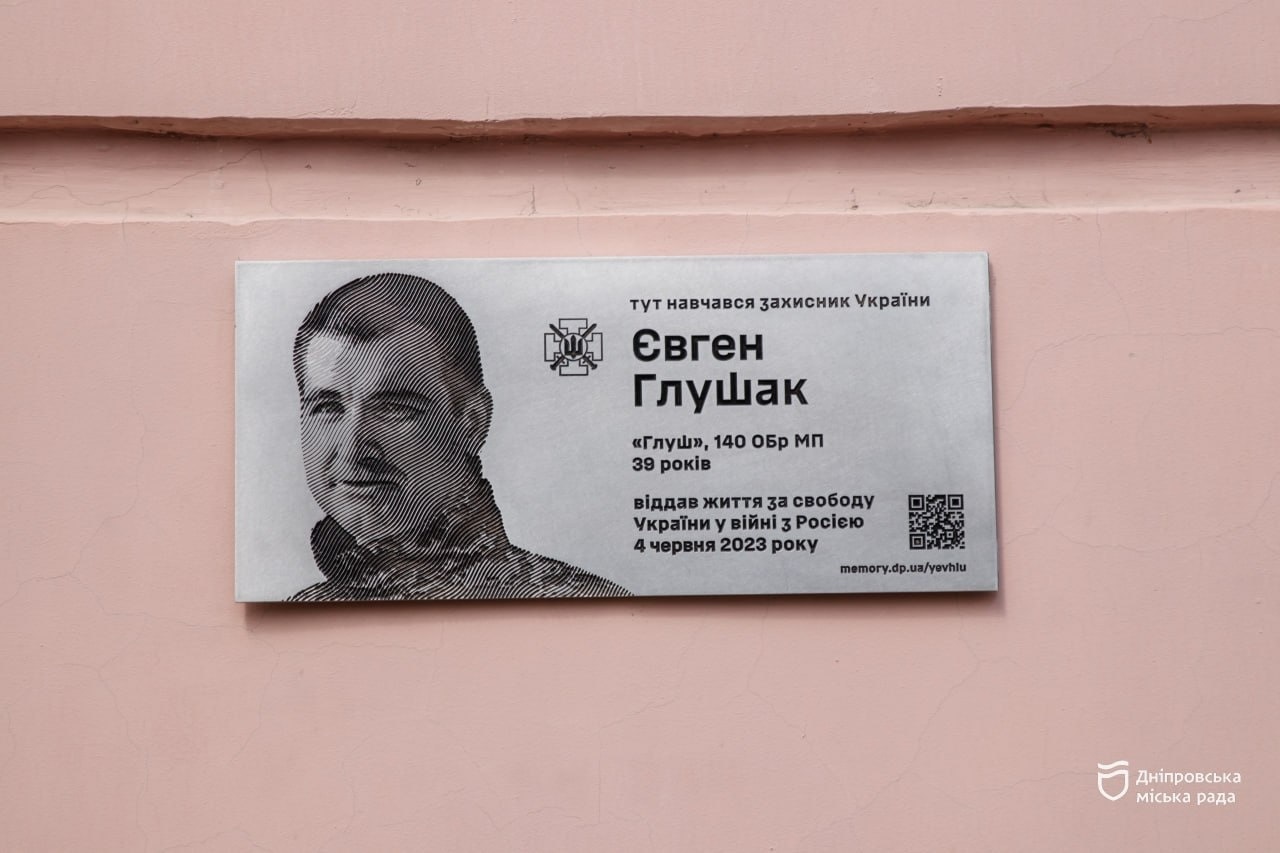 тут навчався захисник України
Євген
Глушак
«Глуш», 140 ОБр МП
39 років
віддав життя за свободу
України у війні з Росією
4 червня 2023 року
memory.dp.ua/yevhlu
Дніпровська
міська рада